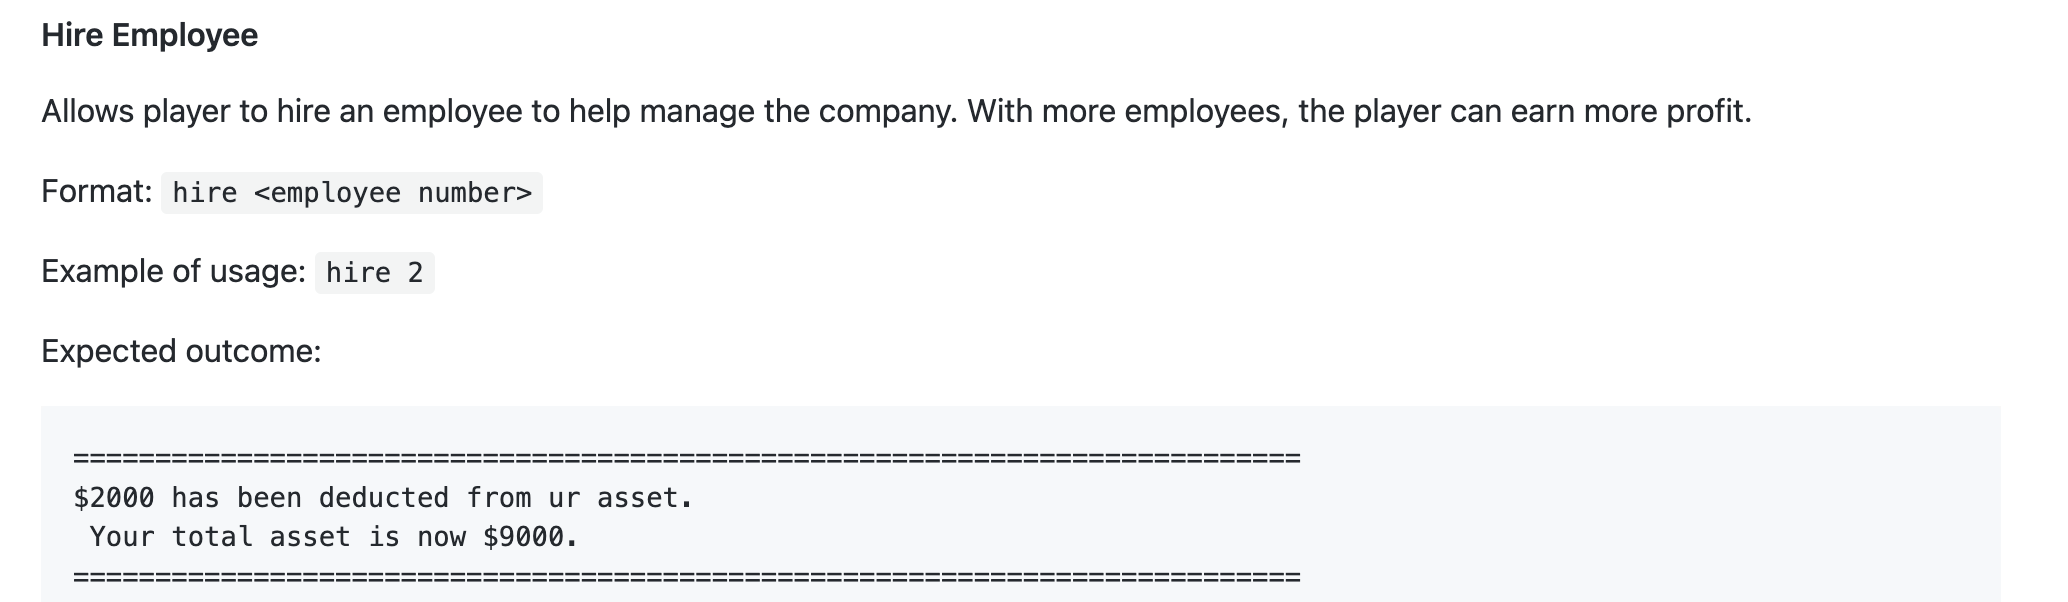 Hire Employee
Allows player to hire an employee to help manage the company. With more employees, the player can earn more profit.
Format: hire <employee number>
Example of usage: hire 2
Expected outcome:
===========================================================================
$2000 has been deducted from ur asset.
 Your total asset is now $9000.
===========================================================================